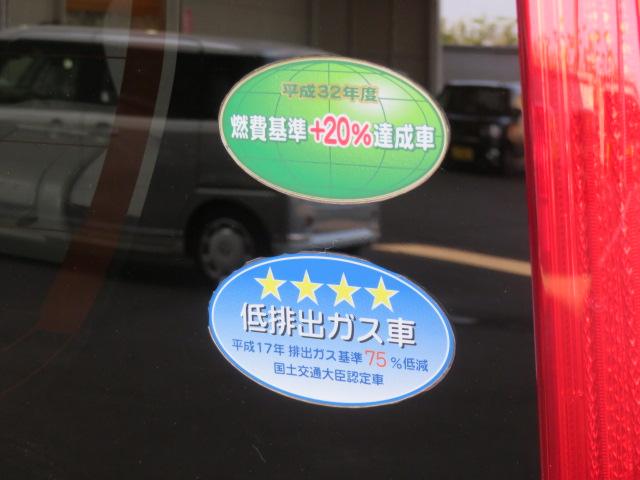 平成32年度
燃費基準+20%達成車
低排出ガス車
平成17年 排出ガス基準75%低減
国土交通大臣認定車